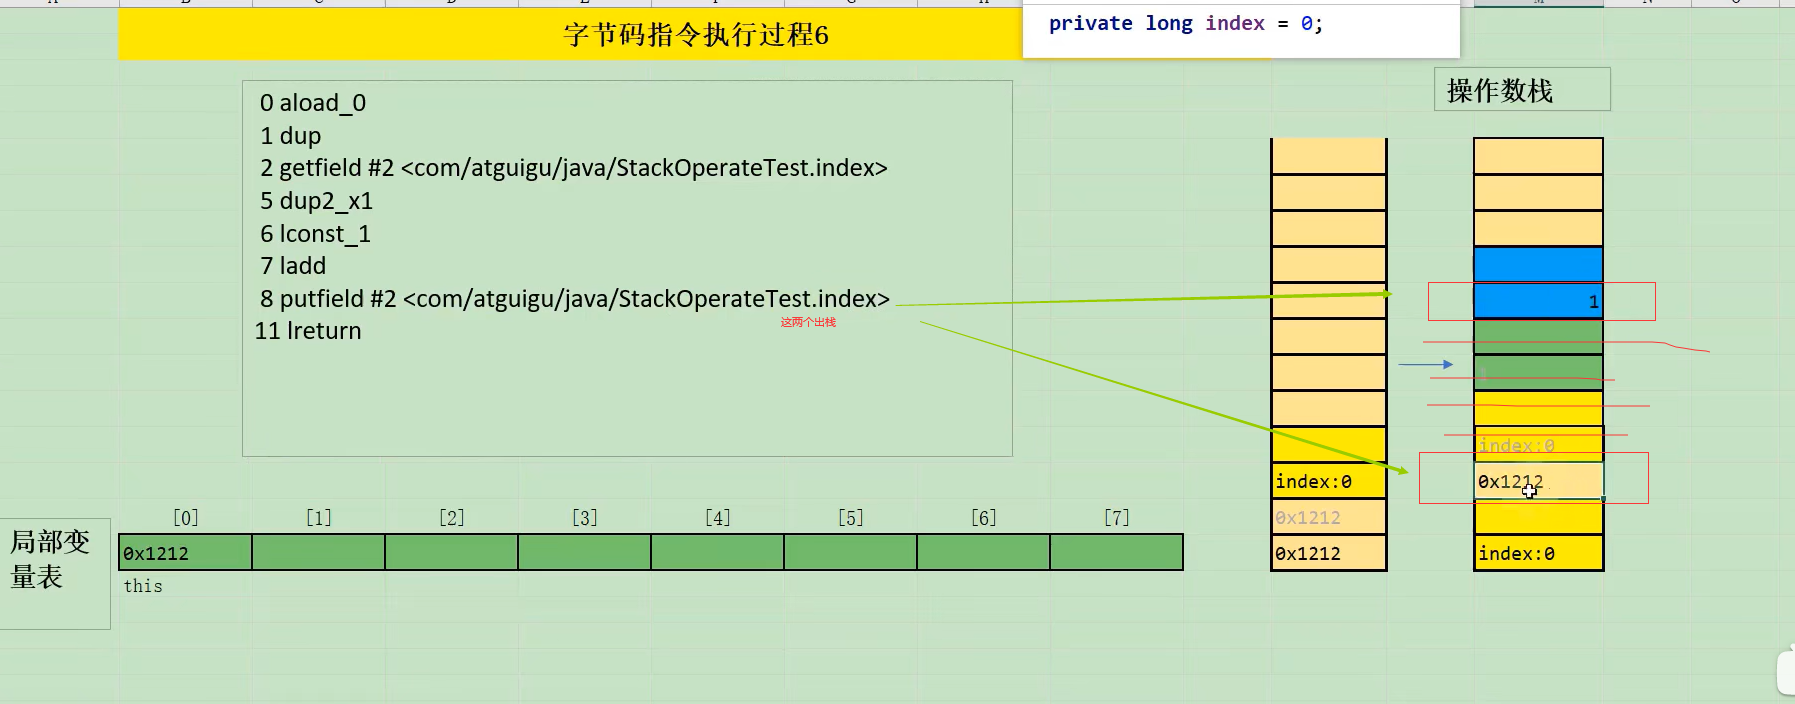 字节码指令执行过程6
private long index = 0;
操作数栈
0 aload_0
1 dup
2 getfield #2 <com/atguigu/java/StackOperateTest.index>
5 dup2_x1
6 lconst_1
7 ladd
8 putfield #2 <com/atguigu/java/StackOperateTest.index>
这两个出栈
11 lreturn
1
index:0
index:0
0x1212
0x1212
0x1212
index:0
局部变量表
[0] [1] [2] [3] [4] [5] [6] [7]
0x1212
this